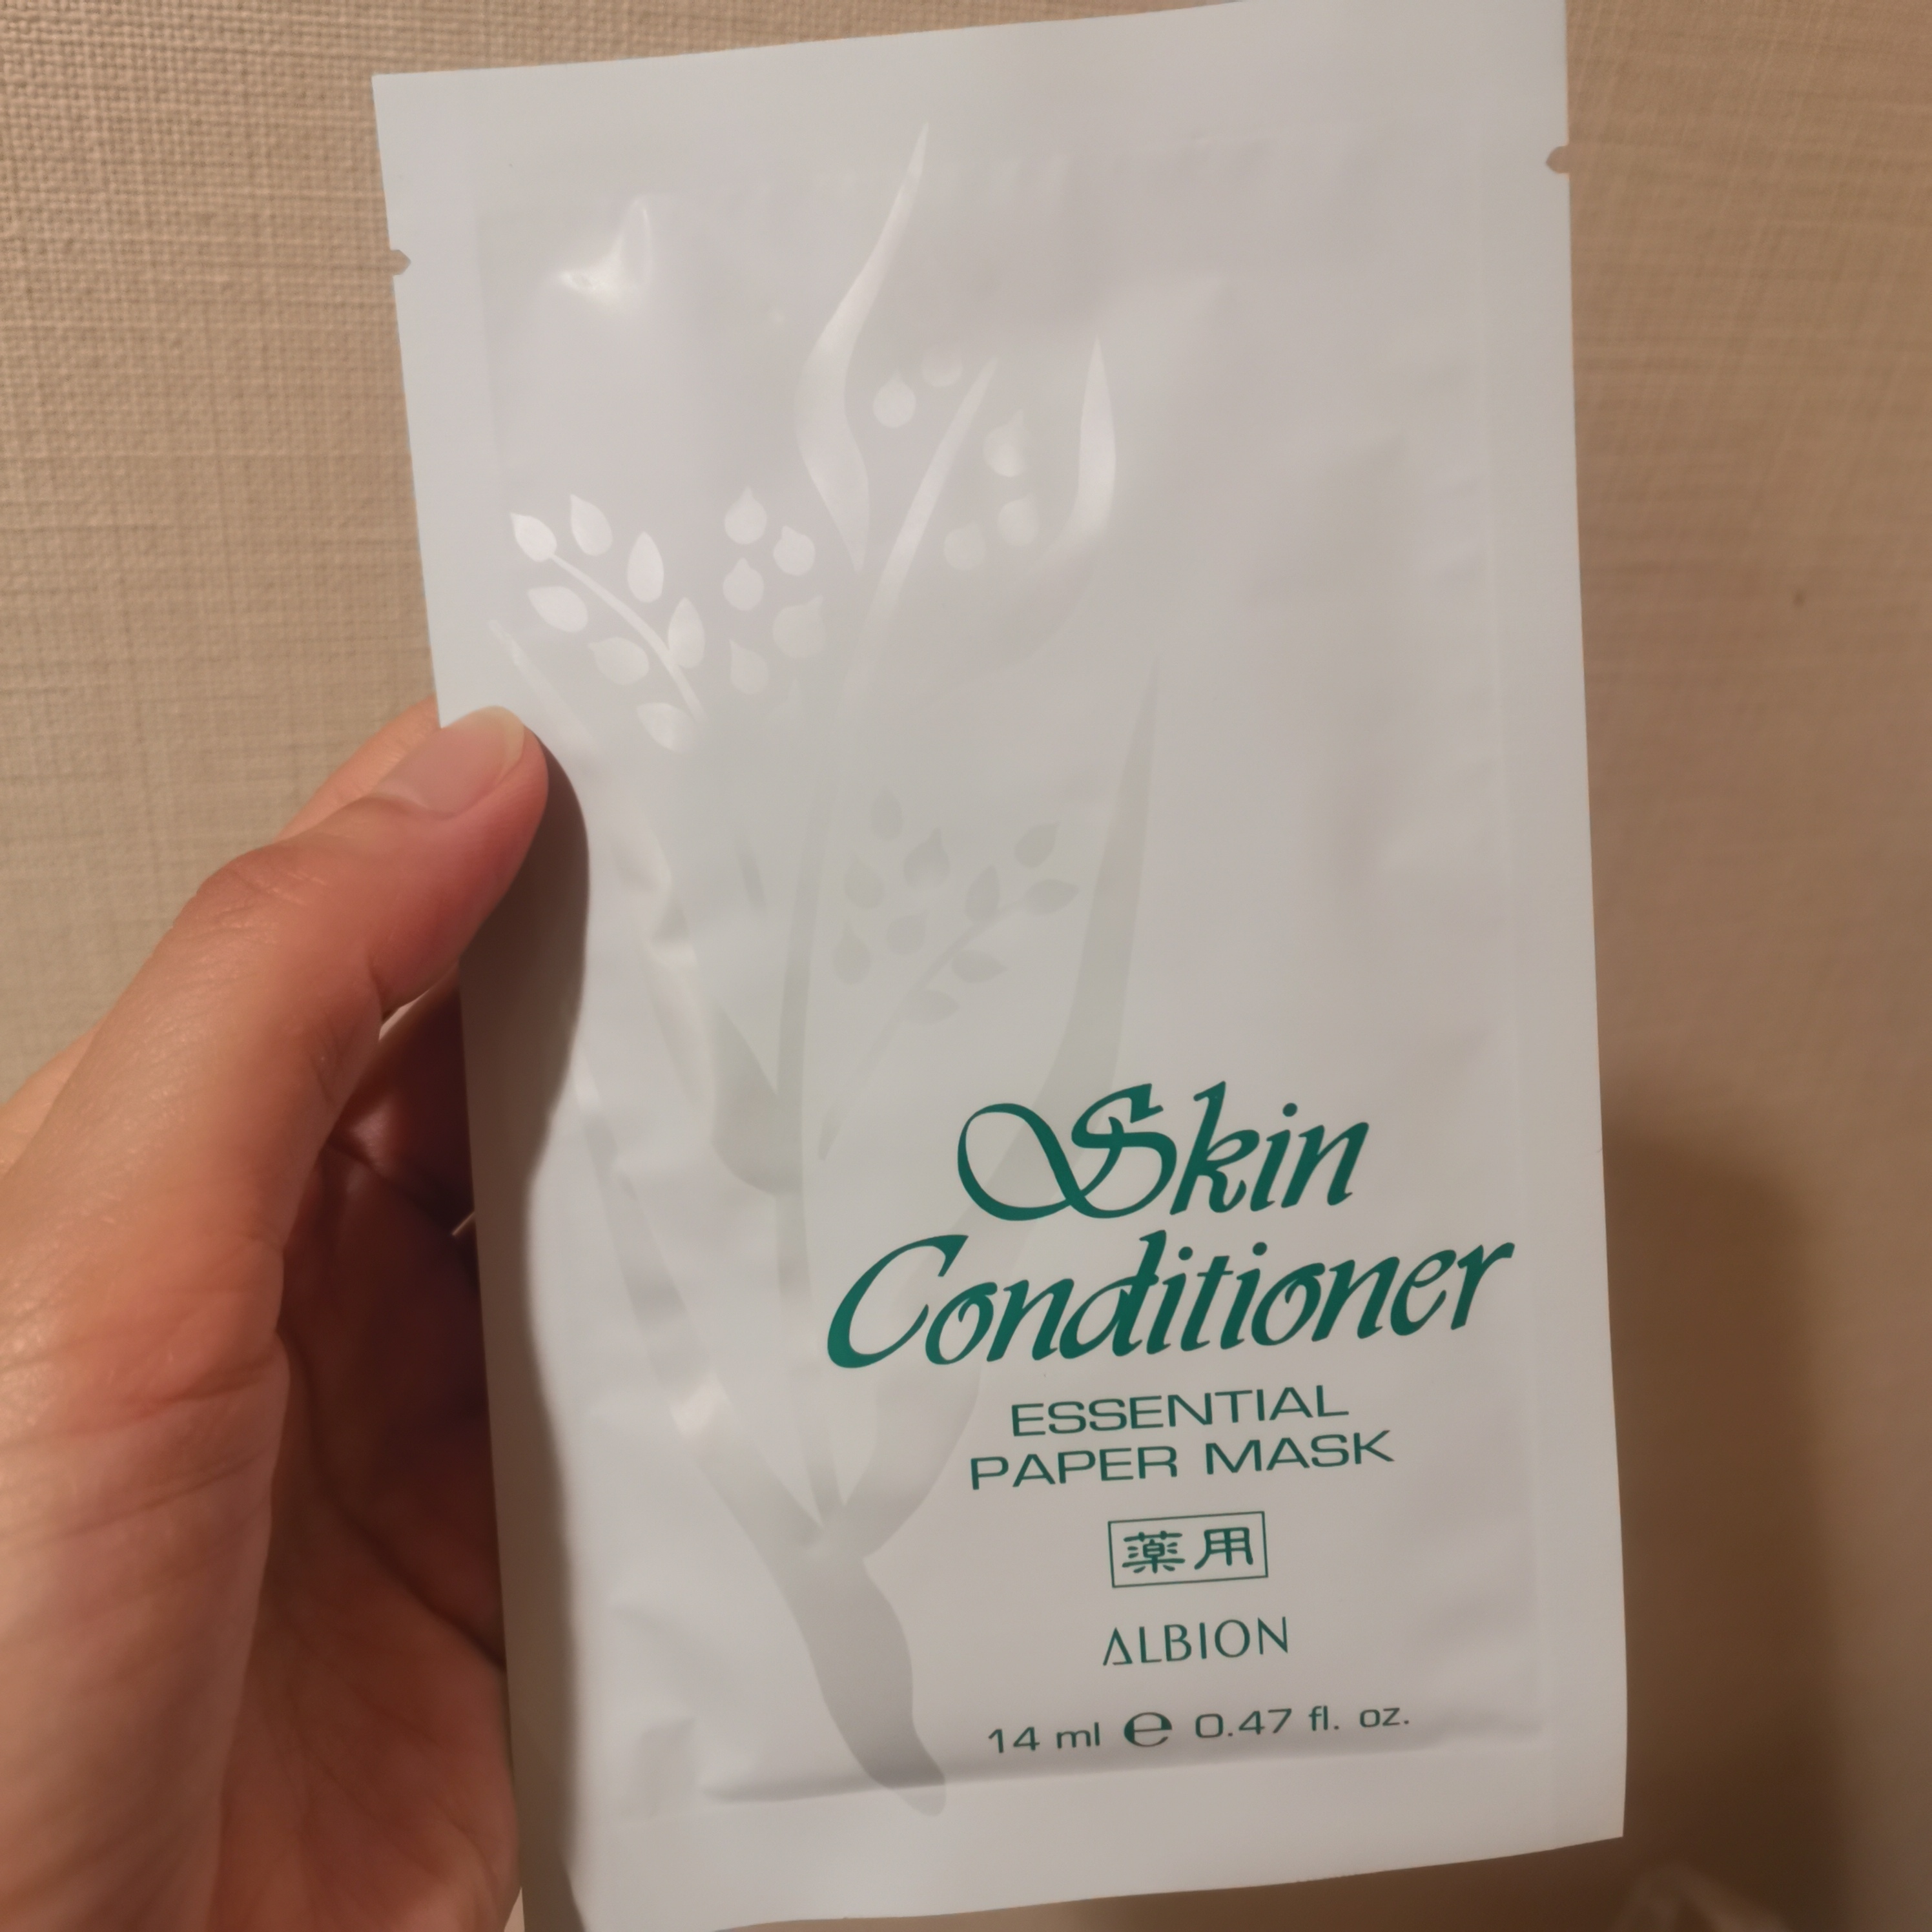 Skin
Conditioner
ESSENTIAL
PAPER MASK
薬用
ALBION
14 ml ℮ 0.47 fl. oz.